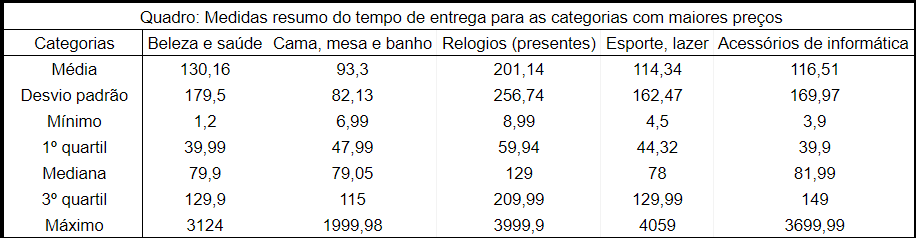 Quadro: Medidas resumo do tempo de entrega para as categorias com maiores preços
Categorias Beleza e saúde Cama, mesa e banho Relogios (presentes) Esporte, lazer Acessórios de informática
Média 130,16 93,3 201,14 114,34 116,51
Desvio padrão 179,5 82,13 256,74 162,47 169,97
Mínimo 1,2 6,99 8,99 4,5 3,9
1º quartil 39,99 47,99 59,94 44,32 39,9
Mediana 79,9 79,05 129 78 81,99
3º quartil 129,9 115 209,99 129,99 149
Máximo 3124 1999,98 3999,9 4059 3699,99